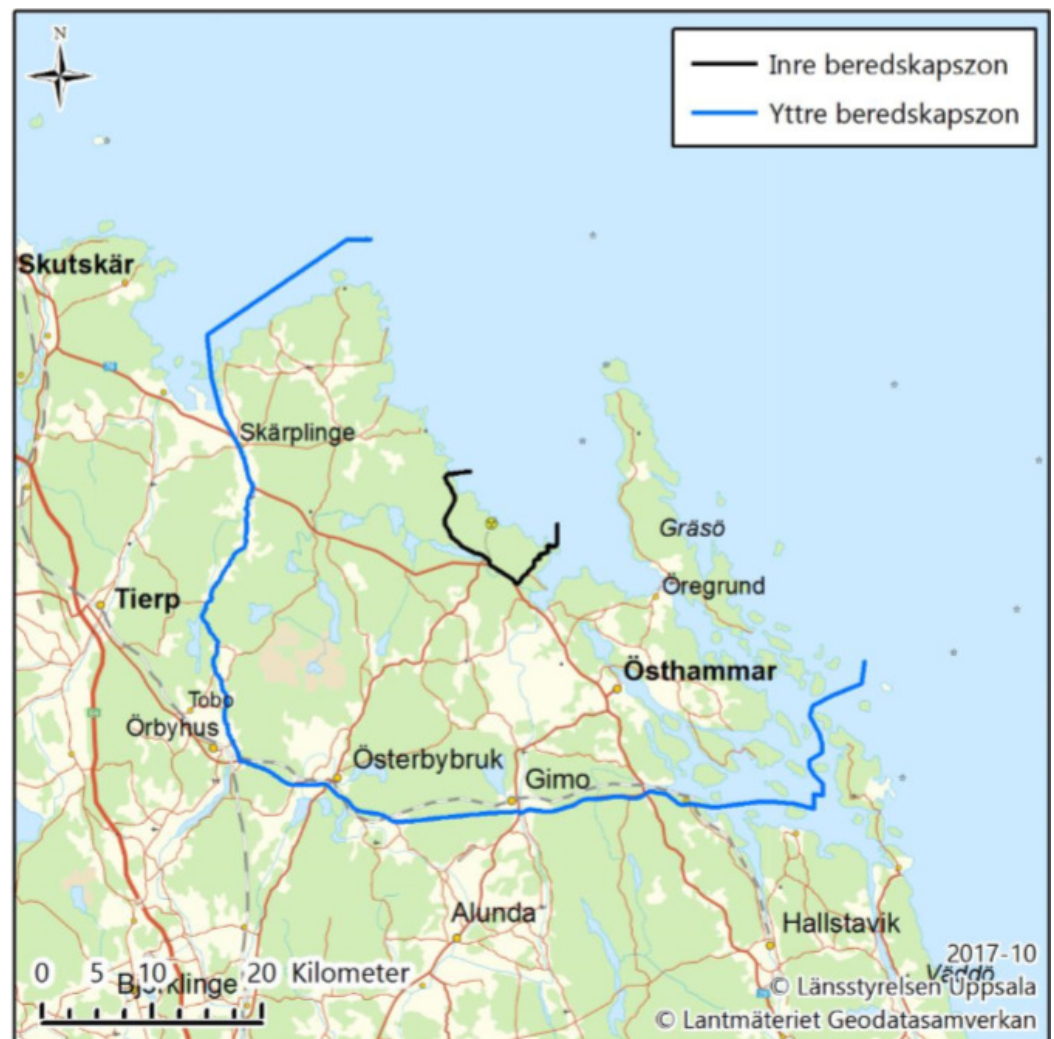 N
Inre beredskapszon
Yttre beredskapszon
Skutskär
Skärplinge
Gräsö
Öregrund
Tierp
Östhammar
Tobo
Örbyhus
Österbybruk
Gimo
Alunda
Hallstavik
0 5 10 20 Kilometer
Björklinge
Väddö
2017-10
© Länsstyrelsen Uppsala
© Lantmäteriet Geodatasamverkan